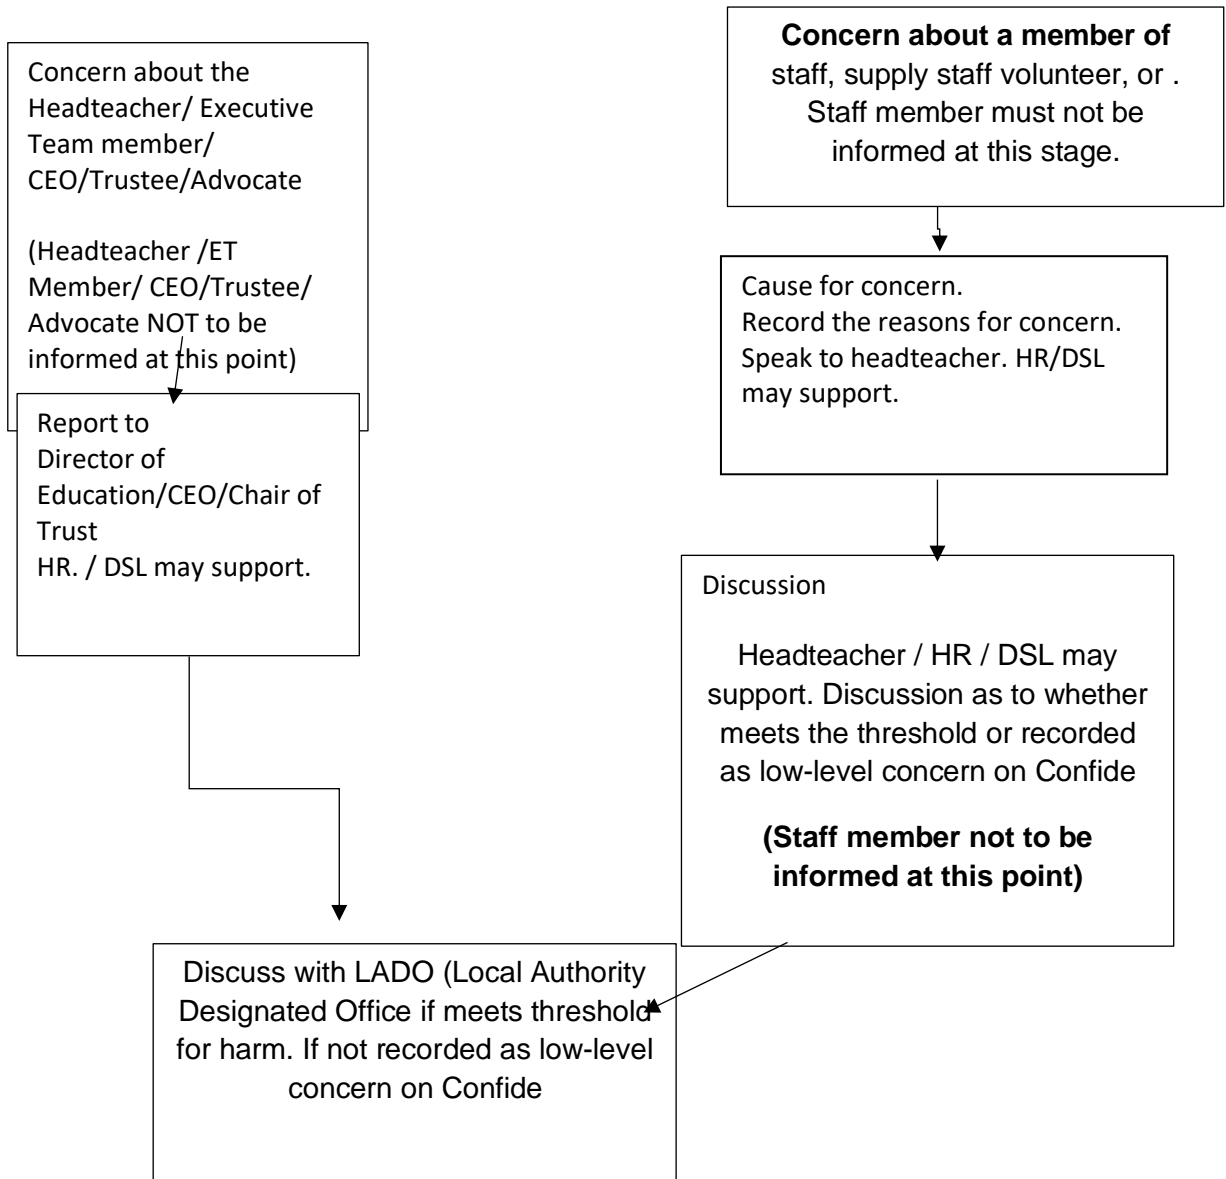 Concern about the
Headteacher/ Executive
Team member/
CEO/Trustee/Advocate
(Headteacher /ET
Member/ CEO/Trustee/
Advocate NOT to be
informed at this point)
Report to
Director of
Education/CEO/Chair of
Trust
HR. / DSL may support.
Concern about a member of
staff, supply staff volunteer, or .
Staff member must not be
informed at this stage.
Cause for concern.
Record the reasons for concern.
Speak to headteacher. HR/DSL
may support.
Discussion
Headteacher / HR / DSL may
support. Discussion as to whether
meets the threshold or recorded
as low-level concern on Confide
(Staff member not to be
informed at this point)
Discuss with LADO (Local Authority
Designated Office if meets threshold
for harm. If not recorded as low-level
concern on Confide